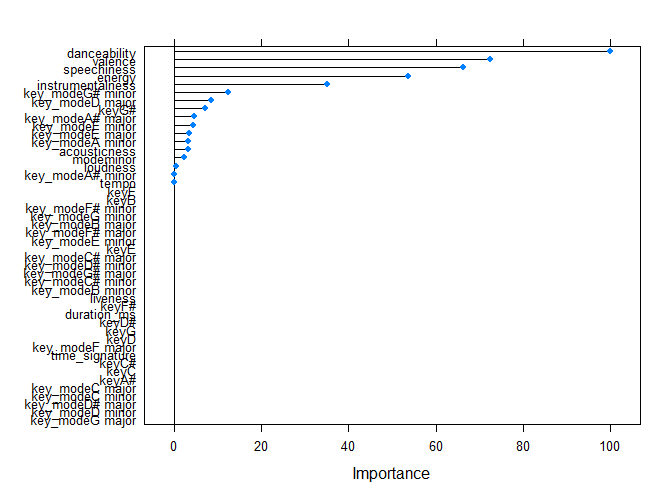 danceability
valence
speechiness
energy
instrumentalness
key_modeG# minor
key_modeD major
keyG#
key_modeA# major
key_modeF minor
key_modeE major
key_modeA minor
acousticness
modeminor
loudness
key_modeA# minor
tempo
keyF
keyB
key_modeF# minor
key_modeG minor
key_modeB major
key_modeF# major
key_modeE minor
keyE
key_modeC# major
key_modeD# minor
key_modeG# major
key_modeC# minor
key_modeB minor
liveness
keyF#
duration_ms
keyD#
keyG
keyD
key_modeF major
time_signature
keyC#
keyC
keyA#
key_modeC major
key_modeC minor
key_modeD# major
key_modeD minor
key_modeG major
0 20 40 60 80 100
Importance